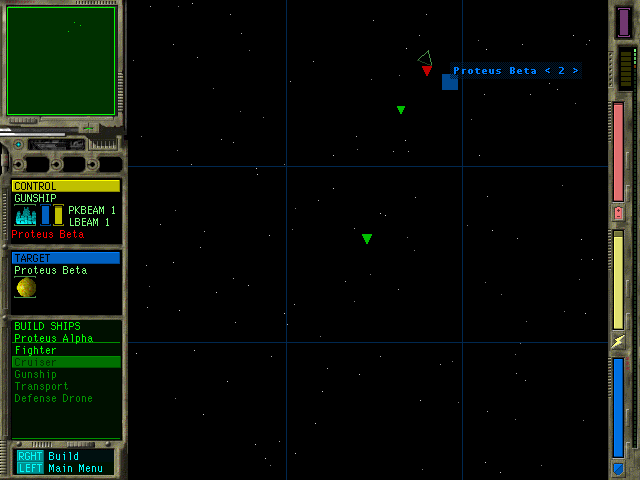 Proteus Beta < 2 >
CONTROL
GUNSHIP
PKBEAM 1
LBEAM 1
Proteus Beta
TARGET
Proteus Beta
BUILD SHIPS
Proteus Alpha
Fighter
Cruiser
Gunship
Transport
Defense Drone
RGHT Build
LEFT Main Menu